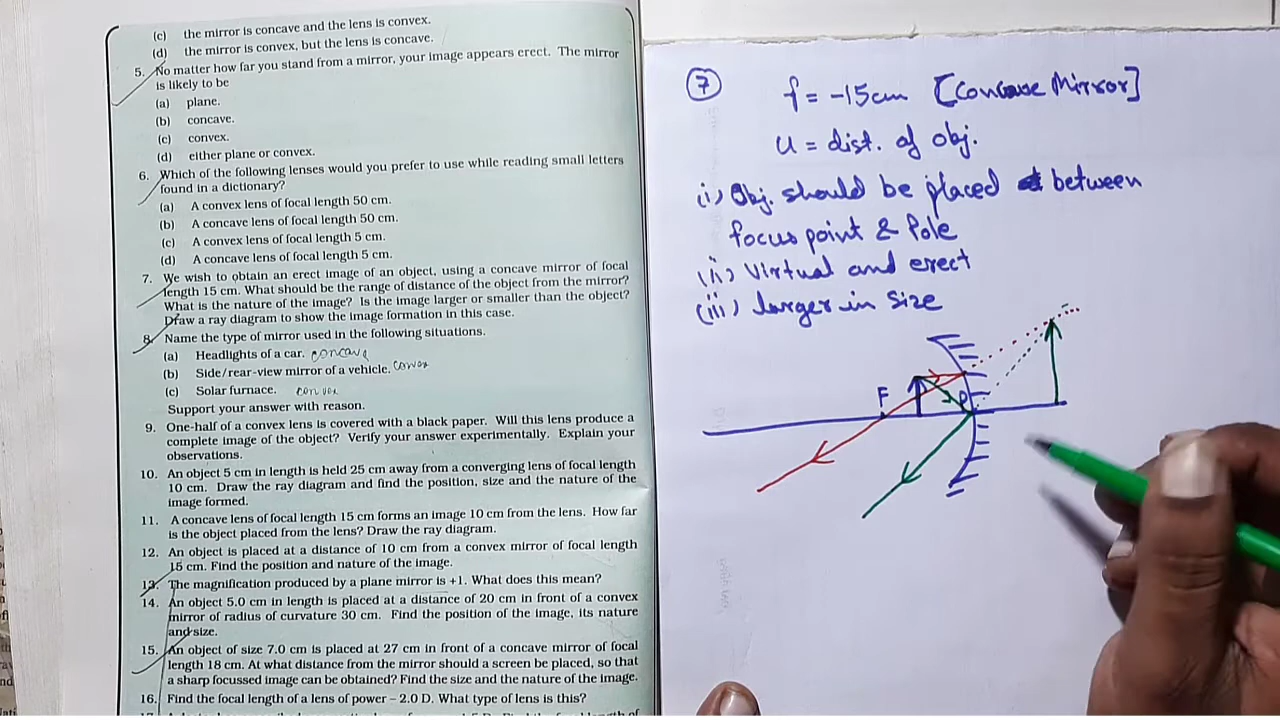 (c) the mirror is concave and the lens is convex.
(d) the mirror is convex, but the lens is concave.
5. No matter how far you stand from a mirror, your image appears erect. The mirror
is likely to be
(a) plane.
(b) concave.
(c) convex.
(d) either plane or convex.
6. Which of the following lenses would you prefer to use while reading small letters
found in a dictionary?
(a) A convex lens of focal length 50 cm.
(b) A concave lens of focal length 50 cm.
(c) A convex lens of focal length 5 cm.
(d) A concave lens of focal length 5 cm.
7. We wish to obtain an erect image of an object, using a concave mirror of focal
length 15 cm. What should be the range of distance of the object from the mirror?
What is the nature of the image? Is the image larger or smaller than the object?
Draw a ray diagram to show the image formation in this case.
8. Name the type of mirror used in the following situations.
(a) Headlights of a car. concave
(b) Side/rear-view mirror of a vehicle. convex
(c) Solar furnace.
Support your answer with reason.
9. One-half of a convex lens is covered with a black paper. Will this lens produce a
complete image of the object? Verify your answer experimentally. Explain your
observations.
10. An object 5 cm in length is held 25 cm away from a converging lens of focal length
10 cm. Draw the ray diagram and find the position, size and the nature of the
image formed.
11. A concave lens of focal length 15 cm forms an image 10 cm from the lens. How far
is the object placed from the lens? Draw the ray diagram.
12. An object is placed at a distance of 10 cm from a convex mirror of focal length
15 cm. Find the position and nature of the image.
13. The magnification produced by a plane mirror is +1. What does this mean?
14. An object 5.0 cm in length is placed at a distance of 20 cm in front of a convex
mirror of radius of curvature 30 cm. Find the position of the image, its nature
and size.
15. An object of size 7.0 cm is placed at 27 cm in front of a concave mirror of focal
length 18 cm. At what distance from the mirror should a screen be placed, so that
a sharp focussed image can be obtained? Find the size and the nature of the image.
16. Find the focal length of a lens of power – 2.0 D. What type of lens is this?
7
f = -15cm [Concave Mirror]
u = dist. of obj.
(i) Obj. should be placed between
focus point & Pole
(ii) Virtual and erect
(iii) larger in size
F P